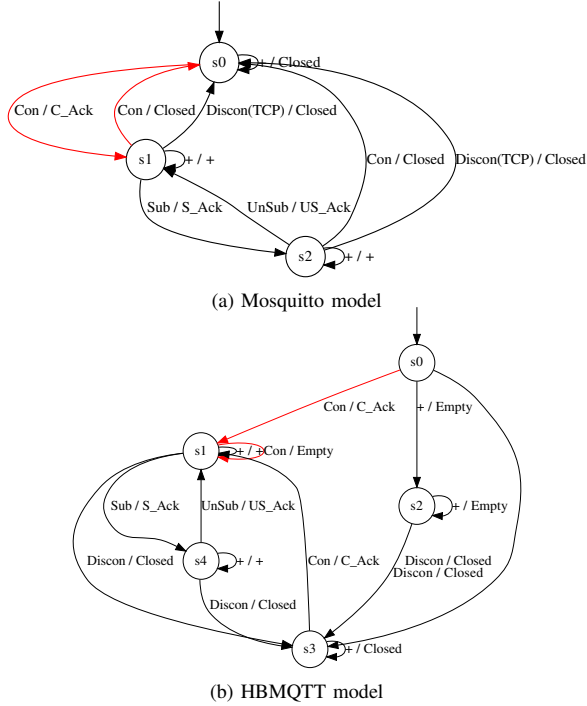 s0
+ / Closed
Con / C_Ack
Con / Closed
Discon(TCP) / Closed
s1
+ / +
Con / Closed
Discon(TCP) / Closed
Sub / S_Ack
UnSub / US_Ack
s2
+ / +
(a) Mosquitto model
s0
Con / C_Ack
+ / Empty
s1
+ / +
Con / Empty
Sub / S_Ack
UnSub / US_Ack
s2
+ / Empty
Discon / Closed
s4
+ / +
Con / C_Ack
Discon / Closed
Discon / Closed
Discon / Closed
s3
+ / Closed
(b) HBMQTT model